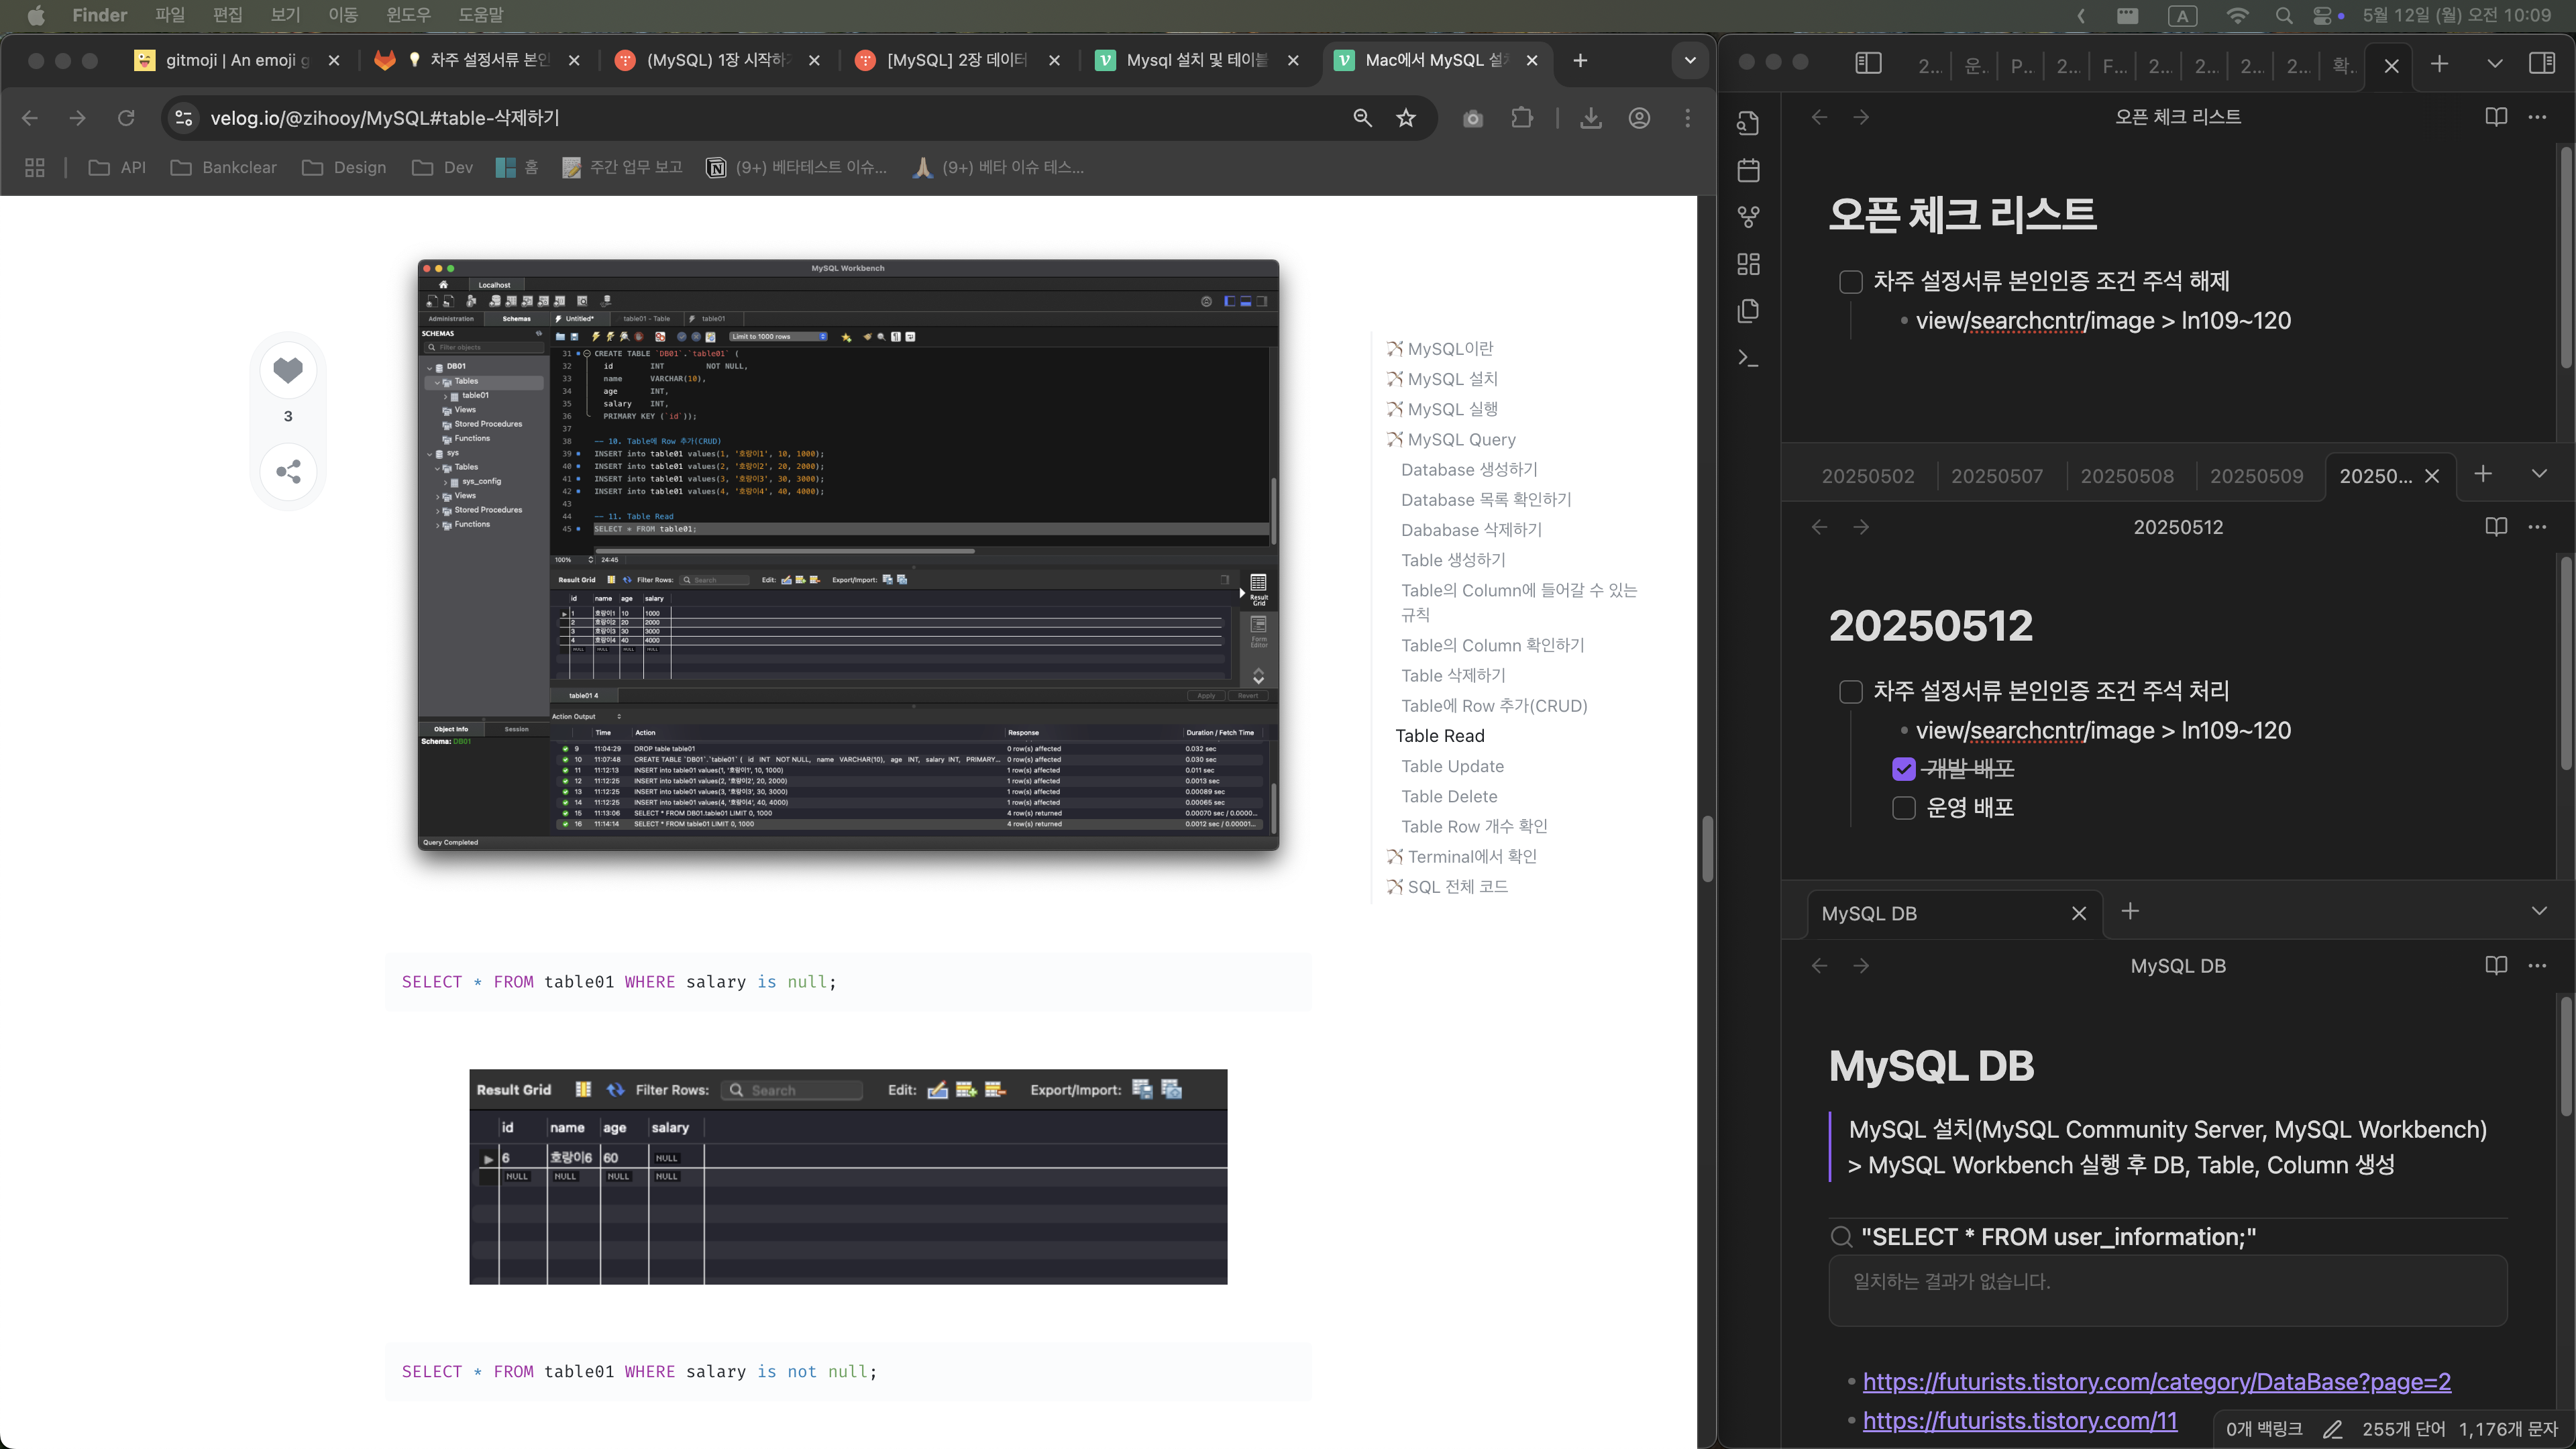 Finder 파일 편집 보기 이동 윈도우 도움말
A 5월 12일 (월) 오전 10:09
gitmoji | An emoji g
차주 설정서류 본인
(MySQL) 1장 시작하기
[MySQL] 2장 데이터
Mysql 설치 및 테이블
Mac에서 MySQL 설치
velog.io/@zihooy/MySQL#table-삭제하기
API Bankclear Design Dev 홈 주간 업무 보고 (9+) 베타테스트 이슈... (9+) 베타 이슈 테스...
3
MySQL Workbench
Localhost
Administration Schemas Untitled* table01 - Table table01
SCHEMAS
Filter objects
Limit to 1000 rows
DB01
Tables
table01
Views
Stored Procedures
Functions
sys
Tables
sys_config
Views
Stored Procedures
Functions
31 CREATE TABLE `DB01`.`table01` (
32 id INT NOT NULL,
33 name VARCHAR(10),
34 age INT,
35 salary INT,
36 PRIMARY KEY (`id`));
37
38 -- 10. Table에 Row 추가(CRUD)
39 INSERT into table01 values(1, '호랑이1', 10, 1000);
40 INSERT into table01 values(2, '호랑이2', 20, 2000);
41 INSERT into table01 values(3, '호랑이3', 30, 3000);
42 INSERT into table01 values(4, '호랑이4', 40, 4000);
43
44 -- 11. Table Read
45 SELECT * FROM table01;
100% 24:45
Result Grid Filter Rows: Search Edit: Export/Import:
Result Grid
Form Editor
id name age salary
1 호랑이1 10 1000
2 호랑이2 20 2000
3 호랑이3 30 3000
4 호랑이4 40 4000
NULL NULL NULL NULL
table01 4 Apply Revert
Action Output
Object Info Session
Schema: DB01
Time Action Response Duration / Fetch Time
9 11:04:29 DROP table table01 0 row(s) affected 0.032 sec
10 11:07:48 CREATE TABLE `DB01`.`table01` ( id INT NOT NULL, name VARCHAR(10), age INT, salary INT, PRIMARY... 0 row(s) affected 0.030 sec
11 11:12:13 INSERT into table01 values(1, '호랑이1', 10, 1000) 1 row(s) affected 0.011 sec
12 11:12:25 INSERT into table01 values(2, '호랑이2', 20, 2000) 1 row(s) affected 0.0013 sec
13 11:12:25 INSERT into table01 values(3, '호랑이3', 30, 3000) 1 row(s) affected 0.00089 sec
14 11:12:25 INSERT into table01 values(4, '호랑이4', 40, 4000) 1 row(s) affected 0.00065 sec
15 11:13:06 SELECT * FROM DB01.table01 LIMIT 0, 1000 4 row(s) returned 0.00070 sec / 0.0000...
16 11:14:14 SELECT * FROM table01 LIMIT 0, 1000 4 row(s) returned 0.0012 sec / 0.00001...
Query Completed
MySQL이란
MySQL 설치
MySQL 실행
MySQL Query
Database 생성하기
Database 목록 확인하기
Dababase 삭제하기
Table 생성하기
Table의 Column에 들어갈 수 있는
규칙
Table의 Column 확인하기
Table 삭제하기
Table에 Row 추가(CRUD)
Table Read
Table Update
Table Delete
Table Row 개수 확인
Terminal에서 확인
SQL 전체 코드
SELECT * FROM table01 WHERE salary is null;
Result Grid Filter Rows: Search Edit: Export/Import:
id name age salary
6 호랑이6 60 NULL
NULL NULL NULL NULL
SELECT * FROM table01 WHERE salary is not null;
2... 운.. P... 2... F... 2... 2... 2... 2... 확..
오픈 체크 리스트
오픈 체크 리스트
차주 설정서류 본인인증 조건 주석 해제
view/searchcntr/image > ln109~120
20250502 20250507 20250508 20250509 20250...
20250512
20250512
차주 설정서류 본인인증 조건 주석 처리
view/searchcntr/image > ln109~120
개발 배포
운영 배포
MySQL DB
MySQL DB
MySQL DB
MySQL 설치(MySQL Community Server, MySQL Workbench)
> MySQL Workbench 실행 후 DB, Table, Column 생성
"SELECT * FROM user_information;"
일치하는 결과가 없습니다.
https://futurists.tistory.com/category/DataBase?page=2
https://futurists.tistory.com/11
0개 백링크 255개 단어 1,176개 문자